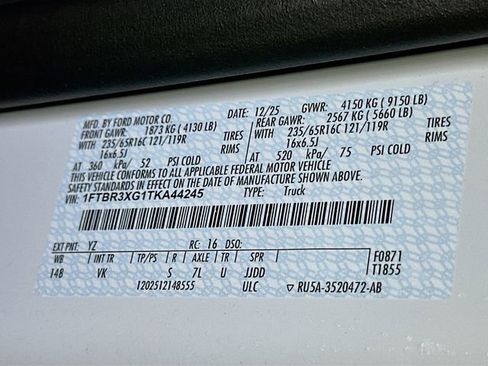 MFD. BY FORD MOTOR CO. DATE: 12/25 GVWR: 4150 KG ( 9150 LB)
FRONT GAWR: 1873 KG ( 4130 LB) REAR GAWR: 2567 KG ( 5660 LB)
WITH 235/65R16C 121/119R TIRES WITH 235/65R16C 121/119R TIRES
16x6.5J RIMS 16x6.5J RIMS
AT 360 kPa/ 52 PSI COLD AT 520 kPa/ 75 PSI COLD
THIS VEHICLE CONFORMS TO ALL APPLICABLE FEDERAL MOTOR VEHICLE
SAFETY STANDARDS IN EFFECT ON THE DATE OF MANUFACTURE SHOWN ABOVE.
VIN: 1FTBR3XG1TKA44245 TYPE: Truck
EXT PNT: YZ RC: 16 DSO:
WB INT TR TP/PS R AXLE TR SPR F0871
148 VK S 7L U JJDD T1855
1202512148555 ULC ▽ RU5A-3520472-AB